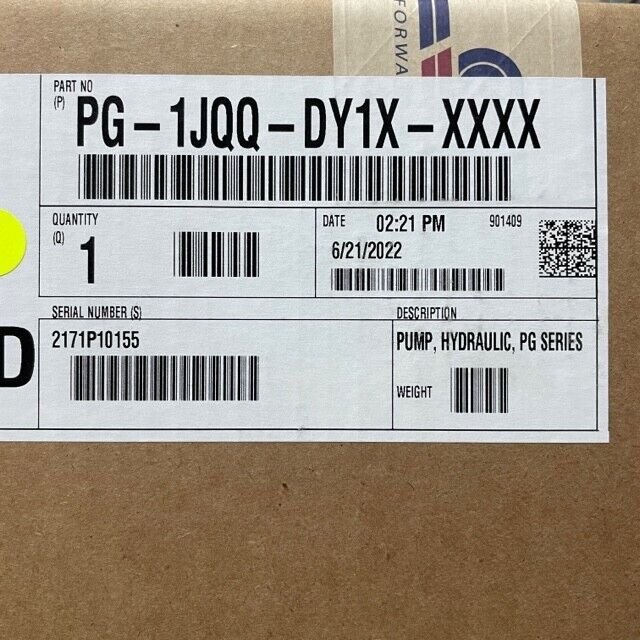 FORWA
PART NO
(P)
PG-1JQQ-DY1X-XXXX
QUANTITY
(Q)
1
DATE 02:21 PM 901409
6/21/2022
SERIAL NUMBER (S)
2171P10155
D
DESCRIPTION
PUMP, HYDRAULIC, PG SERIES
WEIGHT